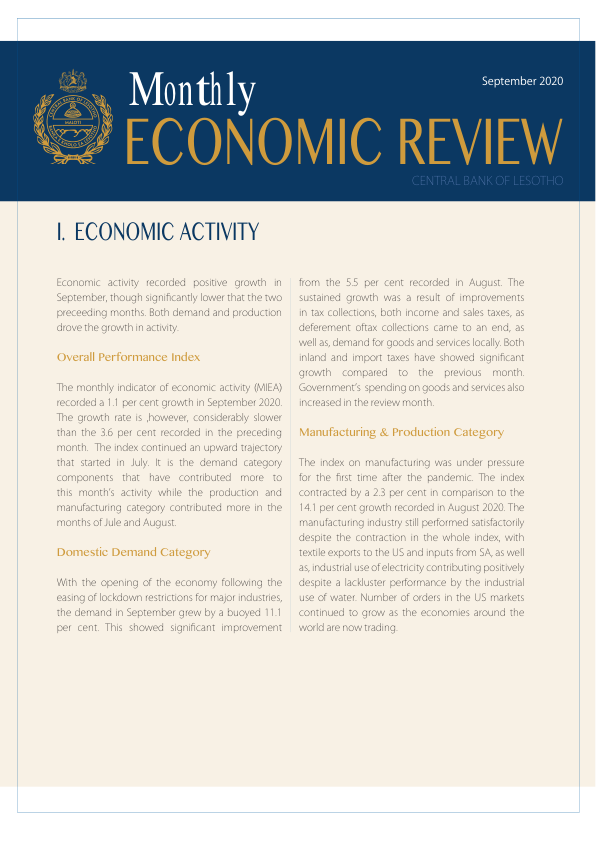 CENTRAL BANK OF LESOTHO
MALOTI
Monthly
September 2020
ECONOMIC REVIEW
CENTRAL BANK OF LESOTHO
I. ECONOMIC ACTIVITY
Economic activity recorded positive growth in
September, though significantly lower that the two
preceeding months. Both demand and production
drove the growth in activity.
Overall Performance Index
The monthly indicator of economic activity (MIEA)
recorded a 1.1 per cent growth in September 2020.
The growth rate is ,however, considerably slower
than the 3.6 per cent recorded in the preceding
month. The index continued an upward trajectory
that started in July. It is the demand category
components that have contributed more to
this month's activity while the production and
manufacturing category contributed more in the
months of Jule and August.
Domestic Demand Category
With the opening of the economy following the
easing of lockdown restrictions for major industries,
the demand in September grew by a buoyed 11.1
per cent. This showed significant improvement
from the 5.5 per cent recorded in August. The
sustained growth was a result of improvements
in tax collections, both income and sales taxes, as
deferement oftax collections came to an end, as
well as, demand for goods and services locally. Both
inland and import taxes have showed significant
growth compared to the previous month.
Government's spending on goods and services also
increased in the review month.
Manufacturing & Production Category
The index on manufacturing was under pressure
for the first time after the pandemic. The index
contracted by a 2.3 per cent in comparison to the
14.1 per cent growth recorded in August 2020. The
manufacturing industry still performed satisfactorily
despite the contraction in the whole index, with
textile exports to the US and inputs from SA, as well
as, industrial use of electricity contributing positively
despite a lackluster performance by the industrial
use of water. Number of orders in the US markets
continued to grow as the economies around the
world are now trading.